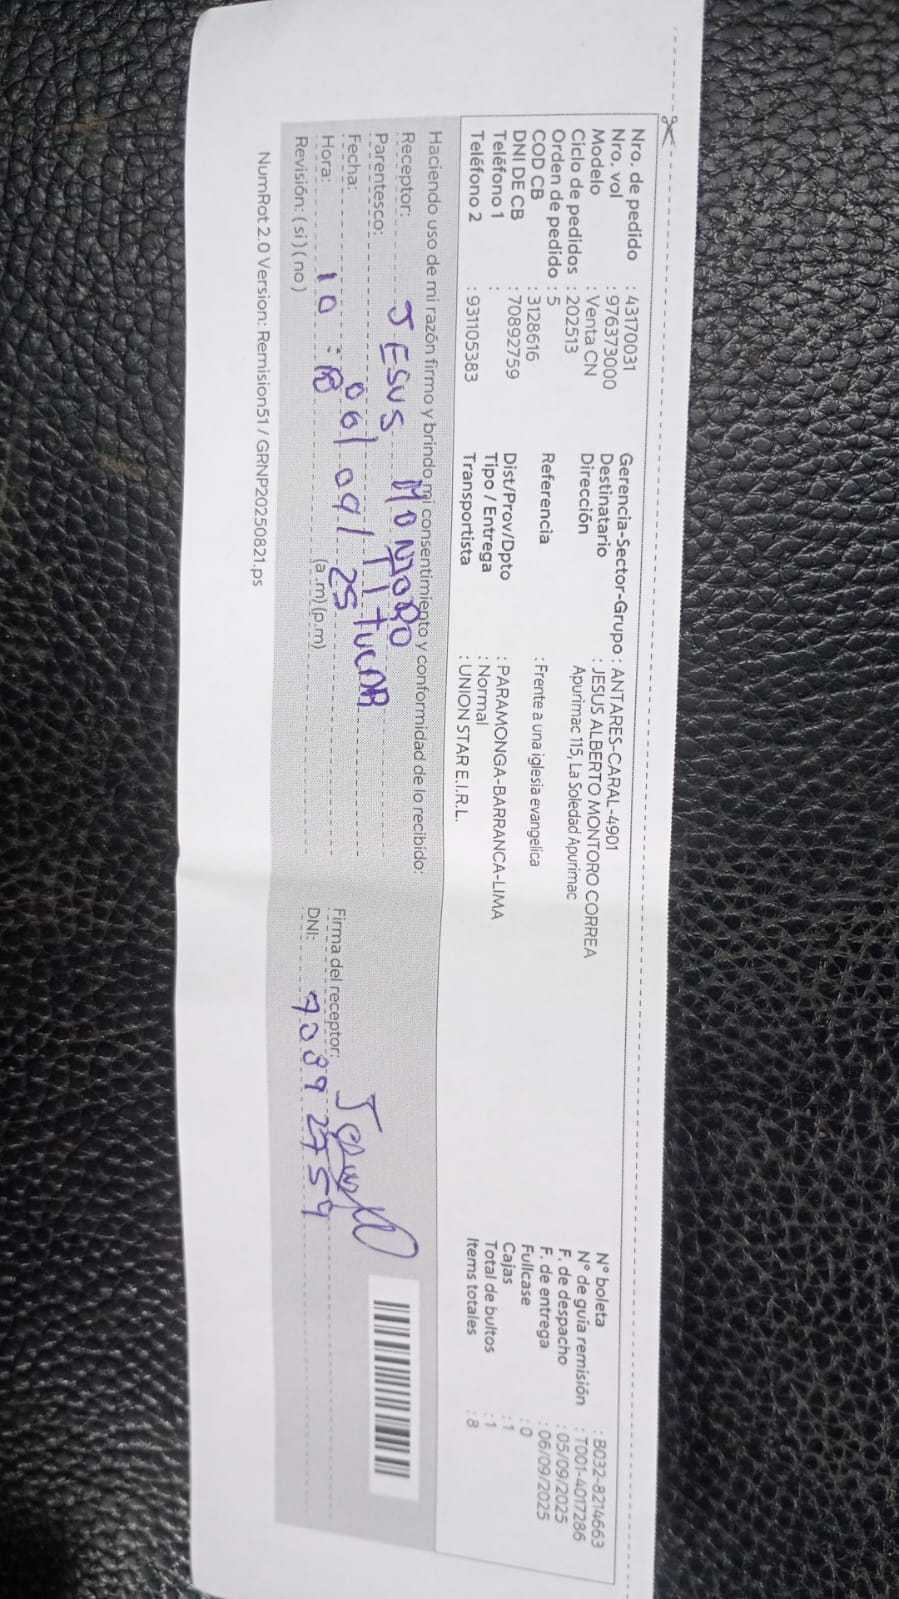 Nro. de pedido : 43170031
Nro. vol : 976373000
Modelo : Venta CN
Ciclo de pedidos : 202513
Orden de pedido : 5
COD CB : 3128616
DNI DE CB : 70892759
Teléfono 1 :
Teléfono 2 : 931105383
Gerencia-Sector-Grupo : ANTARES-CARAL-4901
Destinatario : JESUS ALBERTO MONTORO CORREA
Dirección Apurimac 115, La Soledad Apurimac
Referencia : Frente a una iglesia evangelica
Dist/Prov/Dpto : PARAMONGA-BARRANCA-LIMA
Tipo / Entrega : Normal
Transportista : UNION STAR E.I.R.L.
N° boleta : B032-8214663
N° de guia remisión : T001-4017286
F. de despacho : 05/09/2025
F. de entrega : 06/09/2025
Fullcase : 0
Cajas : 1
Total de bultos : 1
Items totales : 8
Haciendo uso de mi razón firmo y brindo mi consentimiento y conformidad de lo recibido:
Receptor: JESUS MONTORO
Parentesco: TITULAR
Fecha: 06/09/25
Hora: 10 : (a.m) (p.m)
Revisión: ( si ) ( no )
Firma del receptor:
DNI: 70892759
NumRot 2.0 Version: Remision51 / GRNP20250821.ps